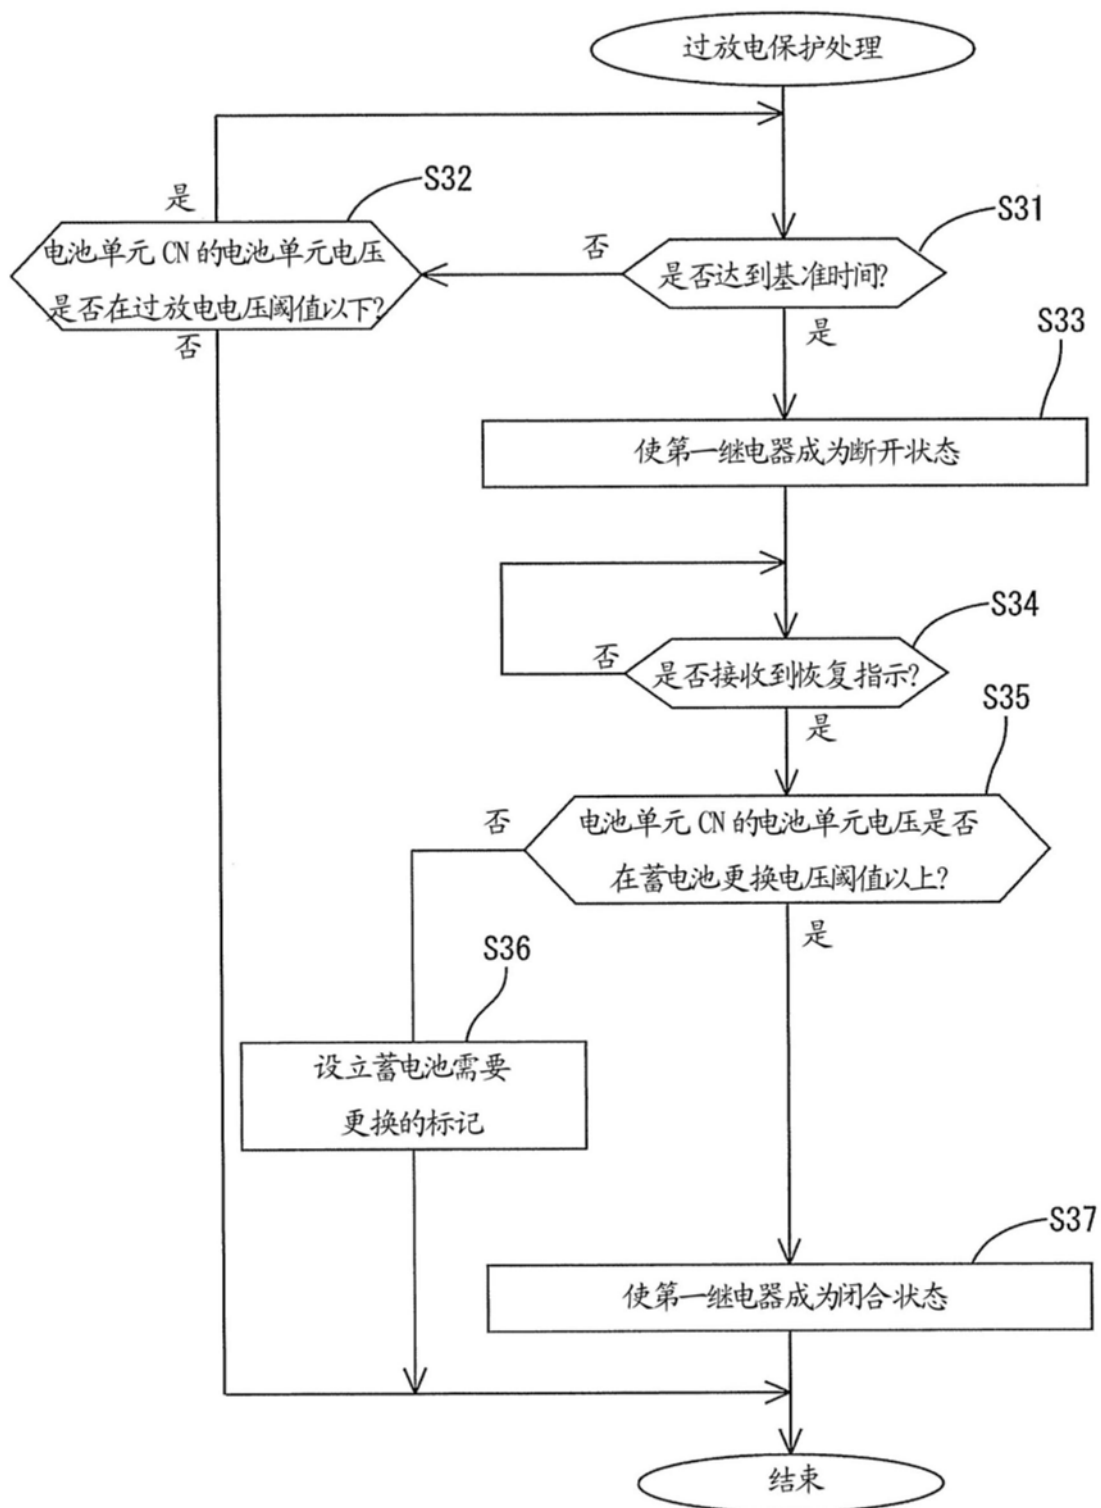 过放电保护处理
S32
是
S31
电池单元 CN 的电池单元电压
是否在过放电电压阈值以下?
否
是否达到基准时间?
否
是
S33
使第一继电器成为断开状态
S34
否
是否接收到恢复指示?
是
S35
否
电池单元 CN 的电池单元电压是否
在蓄电池更换电压阈值以上?
是
S36
设立蓄电池需要
更换的标记
S37
使第一继电器成为闭合状态
结束